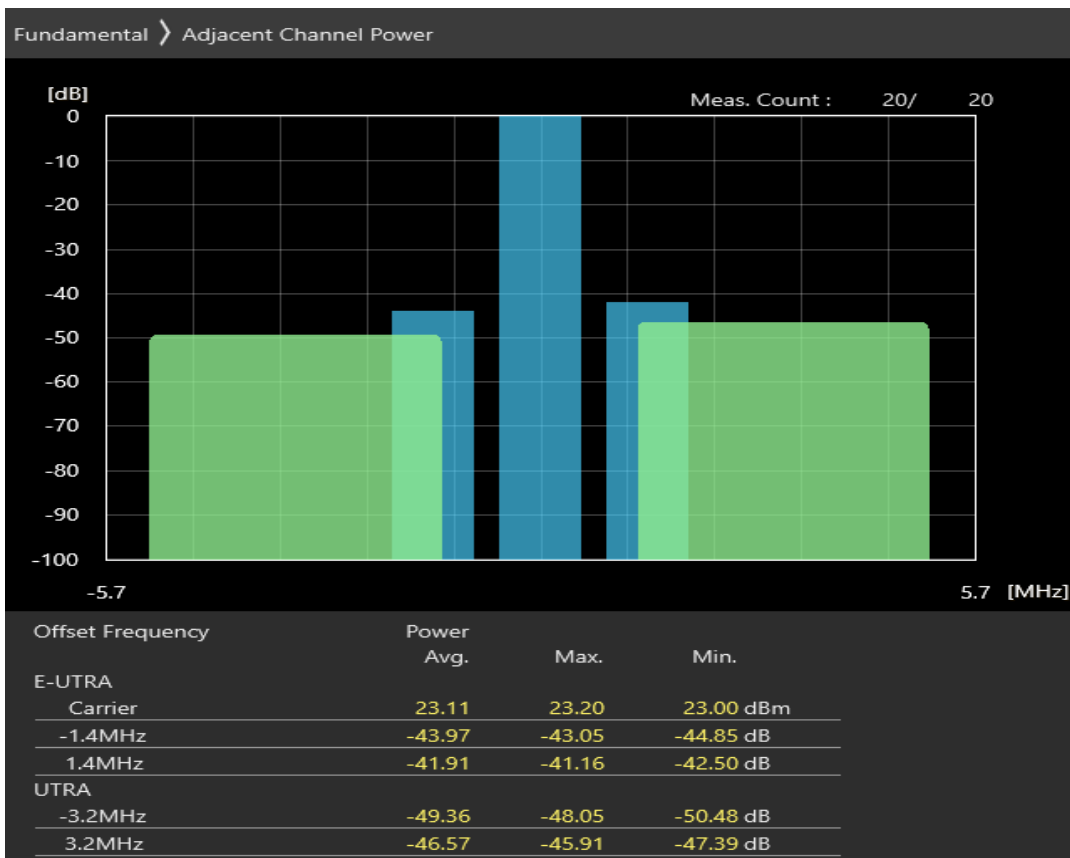 Fundamental 〉 Adjacent Channel Power
[dB]
Meas. Count : 20/ 20
0
-10
-20
-30
-40
-50
-60
-70
-80
-90
-100
-5.7 5.7 [MHz]
Offset Frequency Power
Avg. Max. Min.
E-UTRA
Carrier 23.11 23.20 23.00 dBm
-1.4MHz -43.97 -43.05 -44.85 dB
1.4MHz -41.91 -41.16 -42.50 dB
UTRA
-3.2MHz -49.36 -48.05 -50.48 dB
3.2MHz -46.57 -45.91 -47.39 dB